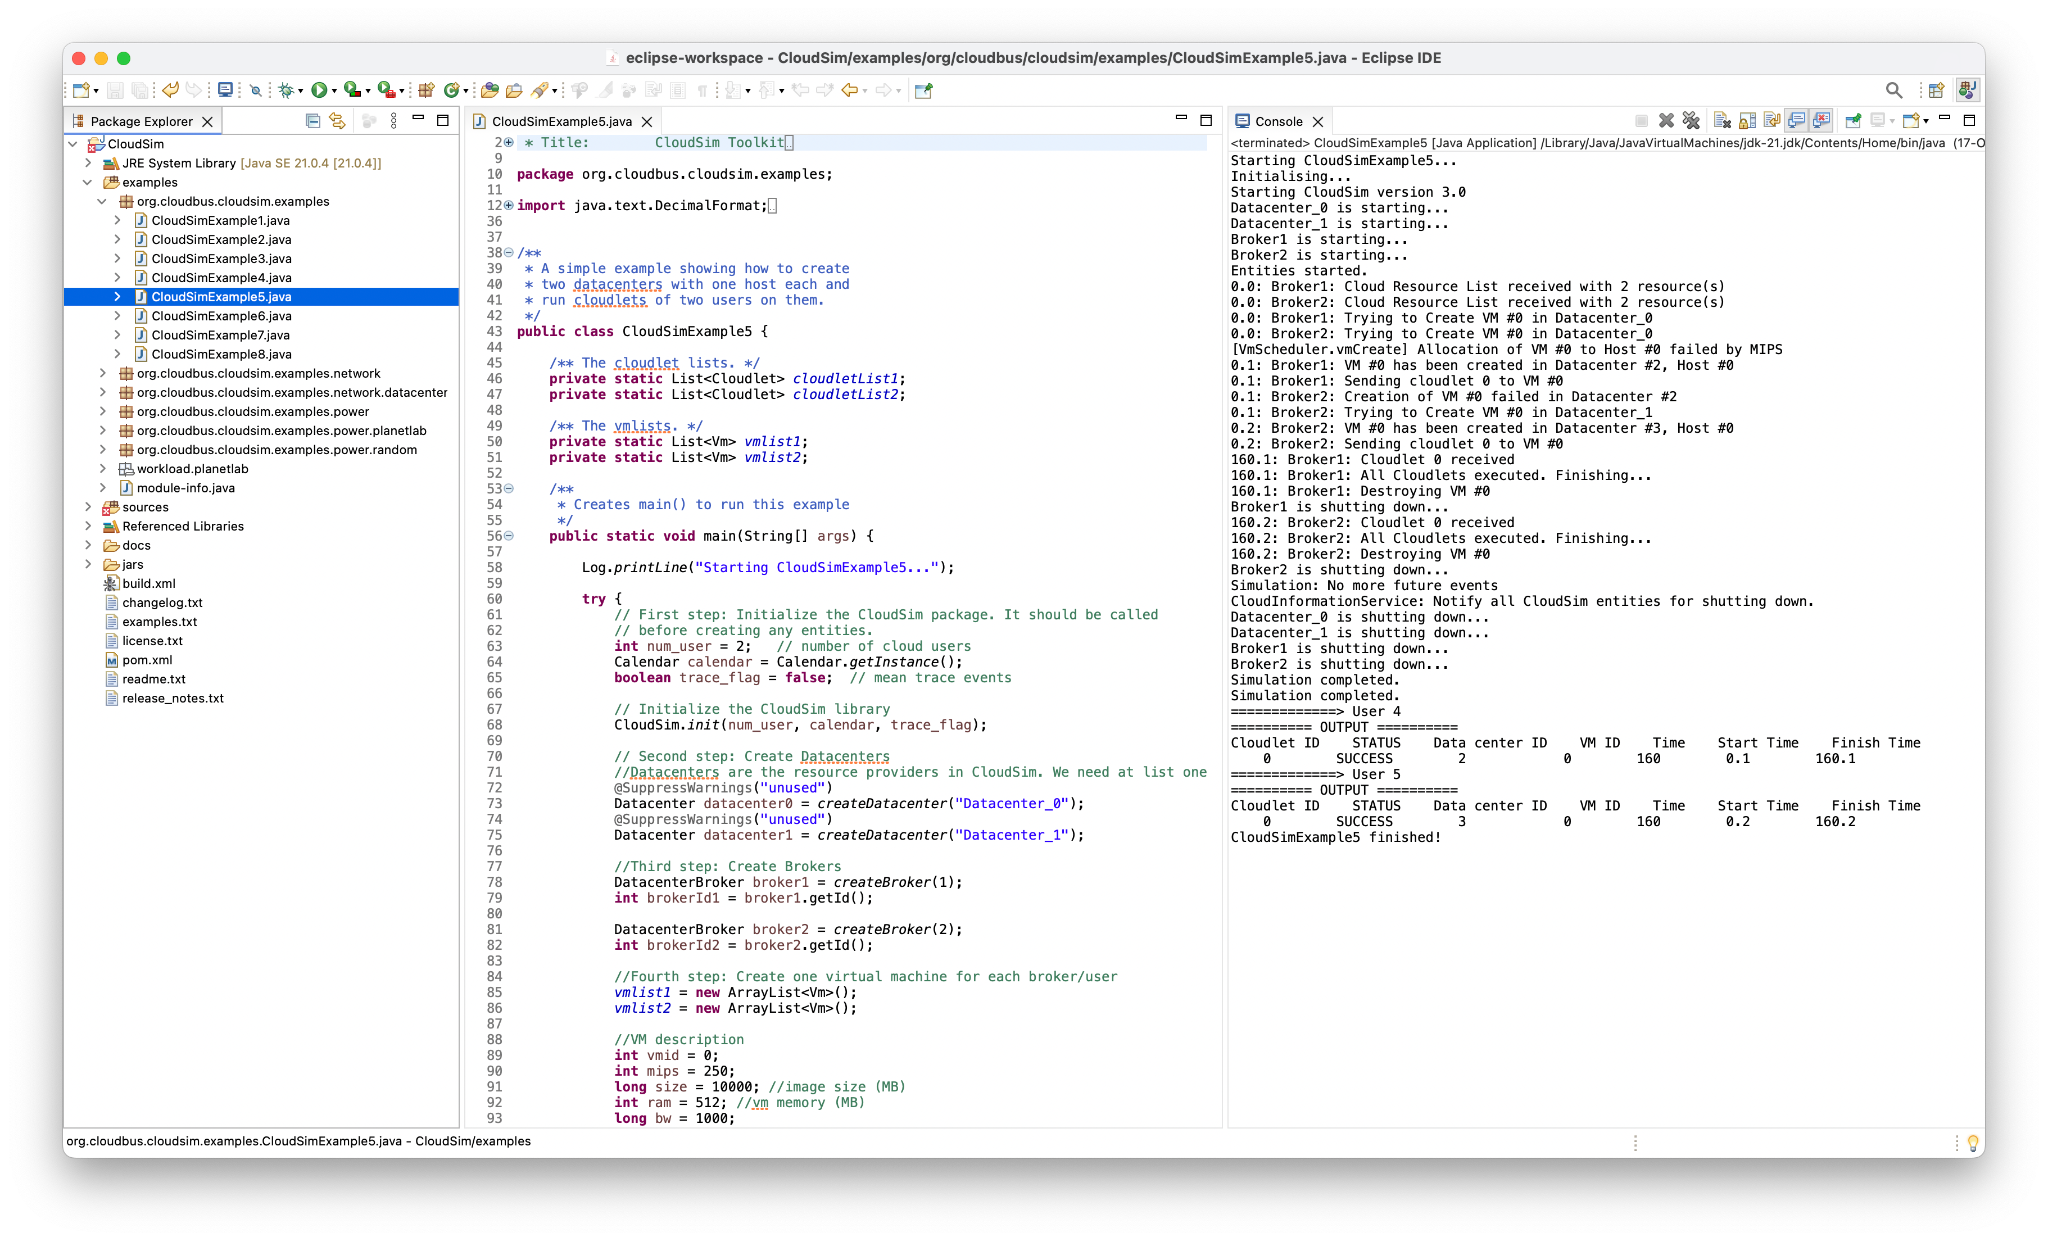 eclipse-workspace - CloudSim/examples/org/cloudbus/cloudsim/examples/CloudSimExample5.java - Eclipse IDE
Package Explorer
CloudSim
JRE System Library [Java SE 21.0.4 [21.0.4]]
examples
org.cloudbus.cloudsim.examples
CloudSimExample1.java
CloudSimExample2.java
CloudSimExample3.java
CloudSimExample4.java
CloudSimExample5.java
CloudSimExample6.java
CloudSimExample7.java
CloudSimExample8.java
org.cloudbus.cloudsim.examples.network
org.cloudbus.cloudsim.examples.network.datacenter
org.cloudbus.cloudsim.examples.power
org.cloudbus.cloudsim.examples.power.planetlab
org.cloudbus.cloudsim.examples.power.random
workload.planetlab
module-info.java
sources
Referenced Libraries
docs
jars
build.xml
changelog.txt
examples.txt
license.txt
pom.xml
readme.txt
release_notes.txt
CloudSimExample5.java
2 * Title:        CloudSim Toolkit
9
10 package org.cloudbus.cloudsim.examples;
11
12 import java.text.DecimalFormat;
36
37
38 /**
39  * A simple example showing how to create
40  * two datacenters with one host each and
41  * run cloudlets of two users on them.
42  */
43 public class CloudSimExample5 {
44
45     /** The cloudlet lists. */
46     private static List<Cloudlet> cloudletList1;
47     private static List<Cloudlet> cloudletList2;
48
49     /** The vmlists. */
50     private static List<Vm> vmlist1;
51     private static List<Vm> vmlist2;
52
53     /**
54      * Creates main() to run this example
55      */
56     public static void main(String[] args) {
57
58         Log.printLine("Starting CloudSimExample5...");
59
60         try {
61             // First step: Initialize the CloudSim package. It should be called
62             // before creating any entities.
63             int num_user = 2;   // number of cloud users
64             Calendar calendar = Calendar.getInstance();
65             boolean trace_flag = false;  // mean trace events
66
67             // Initialize the CloudSim library
68             CloudSim.init(num_user, calendar, trace_flag);
69
70             // Second step: Create Datacenters
71             //Datacenters are the resource providers in CloudSim. We need at list one
72             @SuppressWarnings("unused")
73             Datacenter datacenter0 = createDatacenter("Datacenter_0");
74             @SuppressWarnings("unused")
75             Datacenter datacenter1 = createDatacenter("Datacenter_1");
76
77             //Third step: Create Brokers
78             DatacenterBroker broker1 = createBroker(1);
79             int brokerId1 = broker1.getId();
80
81             DatacenterBroker broker2 = createBroker(2);
82             int brokerId2 = broker2.getId();
83
84             //Fourth step: Create one virtual machine for each broker/user
85             vmlist1 = new ArrayList<Vm>();
86             vmlist2 = new ArrayList<Vm>();
87
88             //VM description
89             int vmid = 0;
90             int mips = 250;
91             long size = 10000; //image size (MB)
92             int ram = 512; //vm memory (MB)
93             long bw = 1000;
Console
<terminated> CloudSimExample5 [Java Application] /Library/Java/JavaVirtualMachines/jdk-21.jdk/Contents/Home/bin/java (17-O
Starting CloudSimExample5...
Initialising...
Starting CloudSim version 3.0
Datacenter_0 is starting...
Datacenter_1 is starting...
Broker1 is starting...
Broker2 is starting...
Entities started.
0.0: Broker1: Cloud Resource List received with 2 resource(s)
0.0: Broker2: Cloud Resource List received with 2 resource(s)
0.0: Broker1: Trying to Create VM #0 in Datacenter_0
0.0: Broker2: Trying to Create VM #0 in Datacenter_0
[VmScheduler.vmCreate] Allocation of VM #0 to Host #0 failed by MIPS
0.1: Broker1: VM #0 has been created in Datacenter #2, Host #0
0.1: Broker1: Sending cloudlet 0 to VM #0
0.1: Broker2: Creation of VM #0 failed in Datacenter #2
0.1: Broker2: Trying to Create VM #0 in Datacenter_1
0.2: Broker2: VM #0 has been created in Datacenter #3, Host #0
0.2: Broker2: Sending cloudlet 0 to VM #0
160.1: Broker1: Cloudlet 0 received
160.1: Broker1: All Cloudlets executed. Finishing...
160.1: Broker1: Destroying VM #0
Broker1 is shutting down...
160.2: Broker2: Cloudlet 0 received
160.2: Broker2: All Cloudlets executed. Finishing...
160.2: Broker2: Destroying VM #0
Broker2 is shutting down...
Simulation: No more future events
CloudInformationService: Notify all CloudSim entities for shutting down.
Datacenter_0 is shutting down...
Datacenter_1 is shutting down...
Broker1 is shutting down...
Broker2 is shutting down...
Simulation completed.
Simulation completed.
=============> User 4
========== OUTPUT ==========
Cloudlet ID    STATUS    Data center ID    VM ID    Time    Start Time    Finish Time
0        SUCCESS        2            0        160        0.1        160.1
=============> User 5
========== OUTPUT ==========
Cloudlet ID    STATUS    Data center ID    VM ID    Time    Start Time    Finish Time
0        SUCCESS        3            0        160        0.2        160.2
CloudSimExample5 finished!
org.cloudbus.cloudsim.examples.CloudSimExample5.java - CloudSim/examples